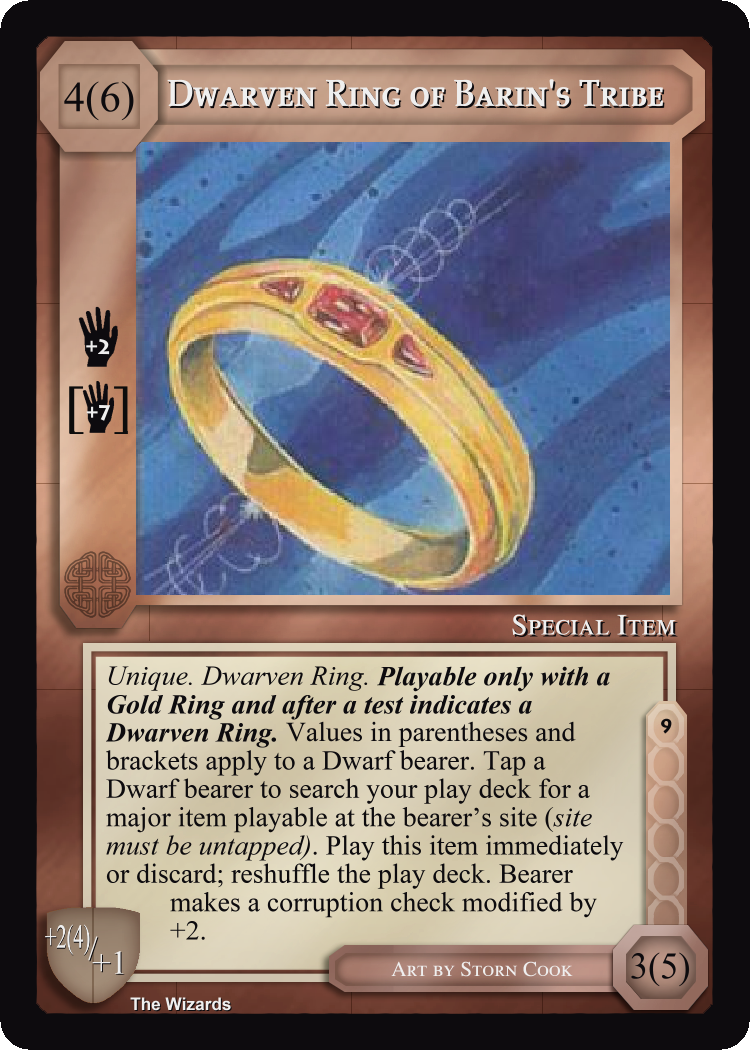 4(6)
Dwarven Ring of Barin's Tribe
+2
[+7]
Special Item
Unique. Dwarven Ring. Playable only with a
Gold Ring and after a test indicates a
Dwarven Ring. Values in parentheses and
brackets apply to a Dwarf bearer. Tap a
Dwarf bearer to search your play deck for a
major item playable at the bearer's site (site
must be untapped). Play this item immediately
or discard; reshuffle the play deck. Bearer
makes a corruption check modified by
+2.
9
+2(4)/+1
Art by Storn Cook
3(5)
The Wizards